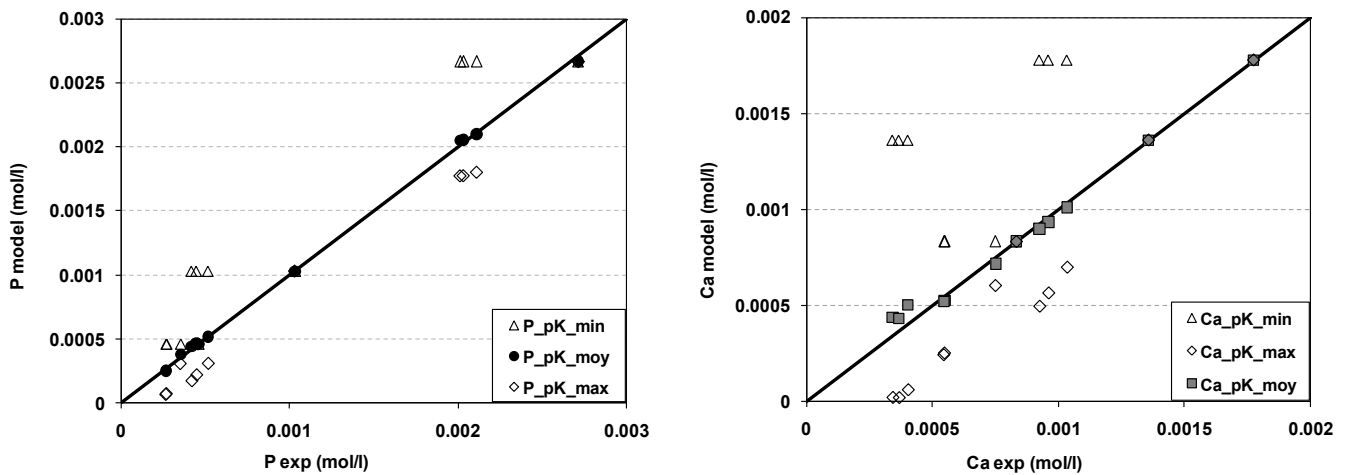 0.003
0.0025
0.002
0.0015
0.001
0.0005
0
P model (mol/l)
0
0.001
0.002
0.003
P exp (mol/l)
P_pK_min
P_pK_moy
P_pK_max
0.002
0.0015
0.001
0.0005
0
Ca model (mol/l)
0
0.0005
0.001
0.0015
0.002
Ca exp (mol/l)
Ca_pK_min
Ca_pK_max
Ca_pK_moy